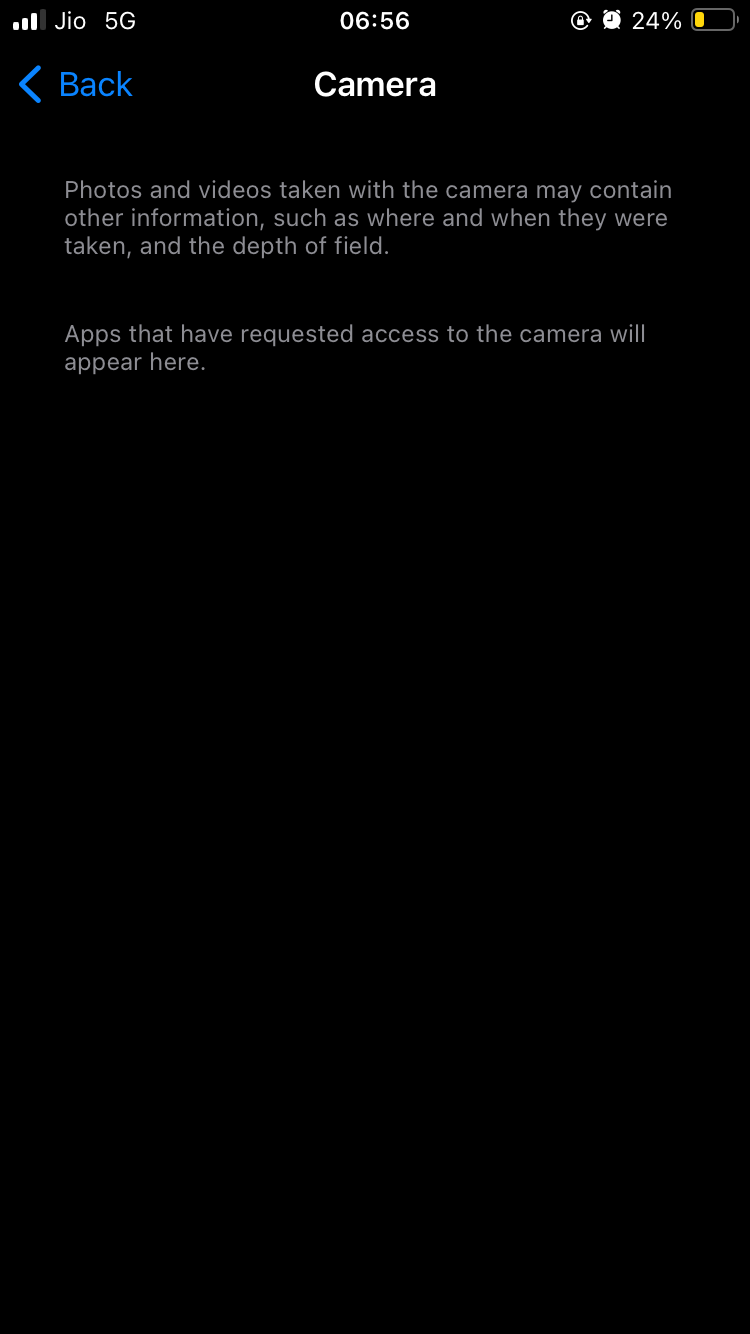 Jio 5G 06:56 24%
Back Camera
Photos and videos taken with the camera may contain
other information, such as where and when they were
taken, and the depth of field.
Apps that have requested access to the camera will
appear here.